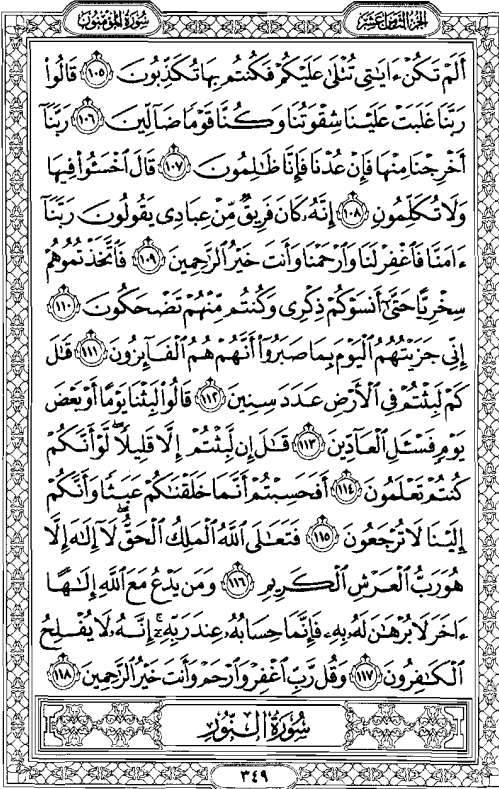 سورة المؤمنون
الجزء الثامن عشر
أَلَمْ تَكُنْ ءَايَٰتِى تُتْلَىٰ عَلَيْكُمْ فَكُنتُم بِهَا تُكَذِّبُونَ ١٠٥ قَالُوا۟
رَبَّنَا غَلَبَتْ عَلَيْنَا شِقْوَتُنَا وَكُنَّا قَوْمًا ضَآلِّينَ ١٠٦ رَبَّنَآ
أَخْرِجْنَا مِنْهَا فَإِنْ عُدْنَا فَإِنَّا ظَٰلِمُونَ ١٠٧ قَالَ ٱخْسَـُٔوا۟ فِيهَا
وَلَا تُكَلِّمُونِ ١٠٨ إِنَّهُۥ كَانَ فَرِيقٌ مِّنْ عِبَادِى يَقُولُونَ رَبَّنَآ
ءَامَنَّا فَٱغْفِرْ لَنَا وَٱرْحَمْنَا وَأَنتَ خَيْرُ ٱلرَّٰحِمِينَ ١٠٩ فَٱتَّخَذْتُمُوهُمْ
سِخْرِيًّا حَتَّىٰٓ أَنسَوْكُمْ ذِكْرِى وَكُنتُم مِّنْهُمْ تَضْحَكُونَ ١١٠
إِنِّى جَزَيْتُهُمُ ٱلْيَوْمَ بِمَا صَبَرُوٓا۟ أَنَّهُمْ هُمُ ٱلْفَآئِزُونَ ١١١ قَٰلَ
كَمْ لَبِثْتُمْ فِى ٱلْأَرْضِ عَدَدَ سِنِينَ ١١٢ قَالُوا۟ لَبِثْنَا يَوْمًا أَوْ بَعْضَ
يَوْمٍ فَسْـَٔلِ ٱلْعَآدِّينَ ١١٣ قَٰلَ إِن لَّبِثْتُمْ إِلَّا قَلِيلًا ۖ لَّوْ أَنَّكُمْ
كُنتُمْ تَعْلَمُونَ ١١٤ أَفَحَسِبْتُمْ أَنَّمَا خَلَقْنَٰكُمْ عَبَثًا وَأَنَّكُمْ
إِلَيْنَا لَا تُرْجَعُونَ ١١٥ فَتَعَٰلَى ٱللَّهُ ٱلْمَلِكُ ٱلْحَقُّ ۖ لَآ إِلَٰهَ إِلَّا
هُوَ رَبُّ ٱلْعَرْشِ ٱلْكَرِيمِ ١١٦ وَمَن يَدْعُ مَعَ ٱللَّهِ إِلَٰهًا
ءَاخَرَ لَا بُرْهَٰنَ لَهُۥ بِهِۦ فَإِنَّمَا حِسَابُهُۥ عِندَ رَبِّهِۦٓ ۚ إِنَّهُۥ لَا يُفْلِحُ
ٱلْكَٰفِرُونَ ١١٧ وَقُل رَّبِّ ٱغْفِرْ وَٱرْحَمْ وَأَنتَ خَيْرُ ٱلرَّٰحِمِينَ ١١٨
سورة النور
٣٤٩